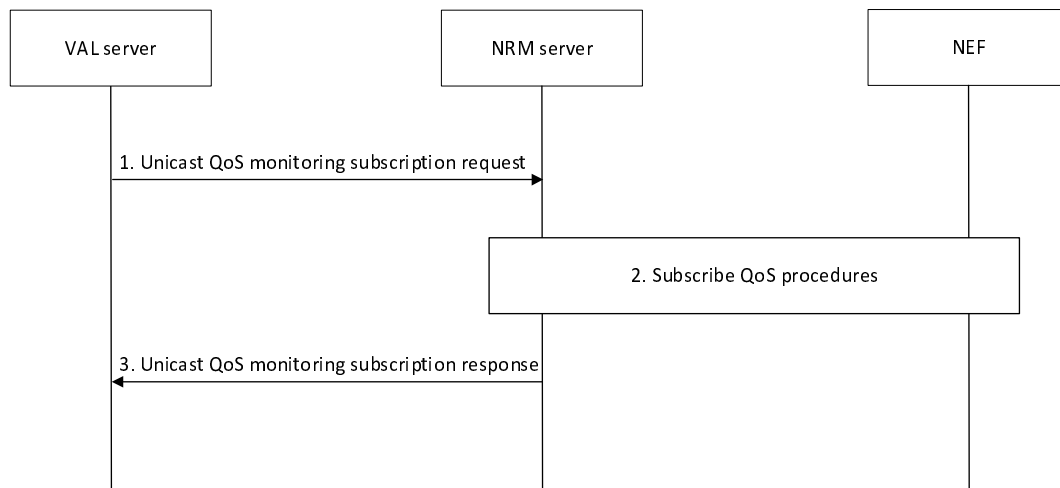 VAL server
NRM server
NEF
1. Unicast QoS monitoring subscription request
2. Subscribe QoS procedures
3. Unicast QoS monitoring subscription response